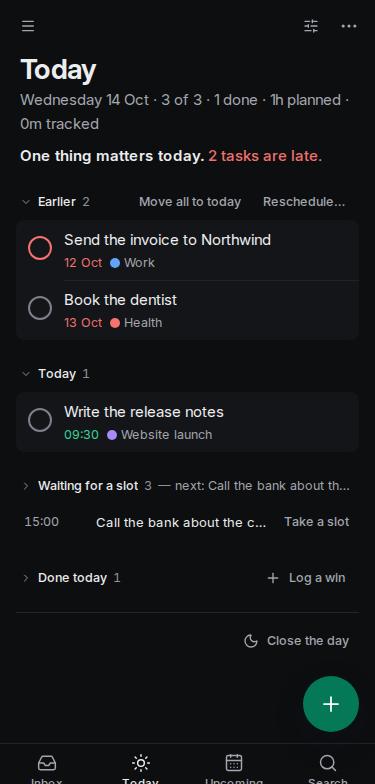 Today
Wednesday 14 Oct · 3 of 3 · 1 done · 1h planned ·
0m tracked
One thing matters today. 2 tasks are late.
Earlier 2 Move all to today Reschedule...
Send the invoice to Northwind
12 Oct Work
Book the dentist
13 Oct Health
Today 1
Write the release notes
09:30 Website launch
Waiting for a slot 3 — next: Call the bank about th...
15:00 Call the bank about the c... Take a slot
Done today 1 Log a win
Close the day
Inbox Today Upcoming Search